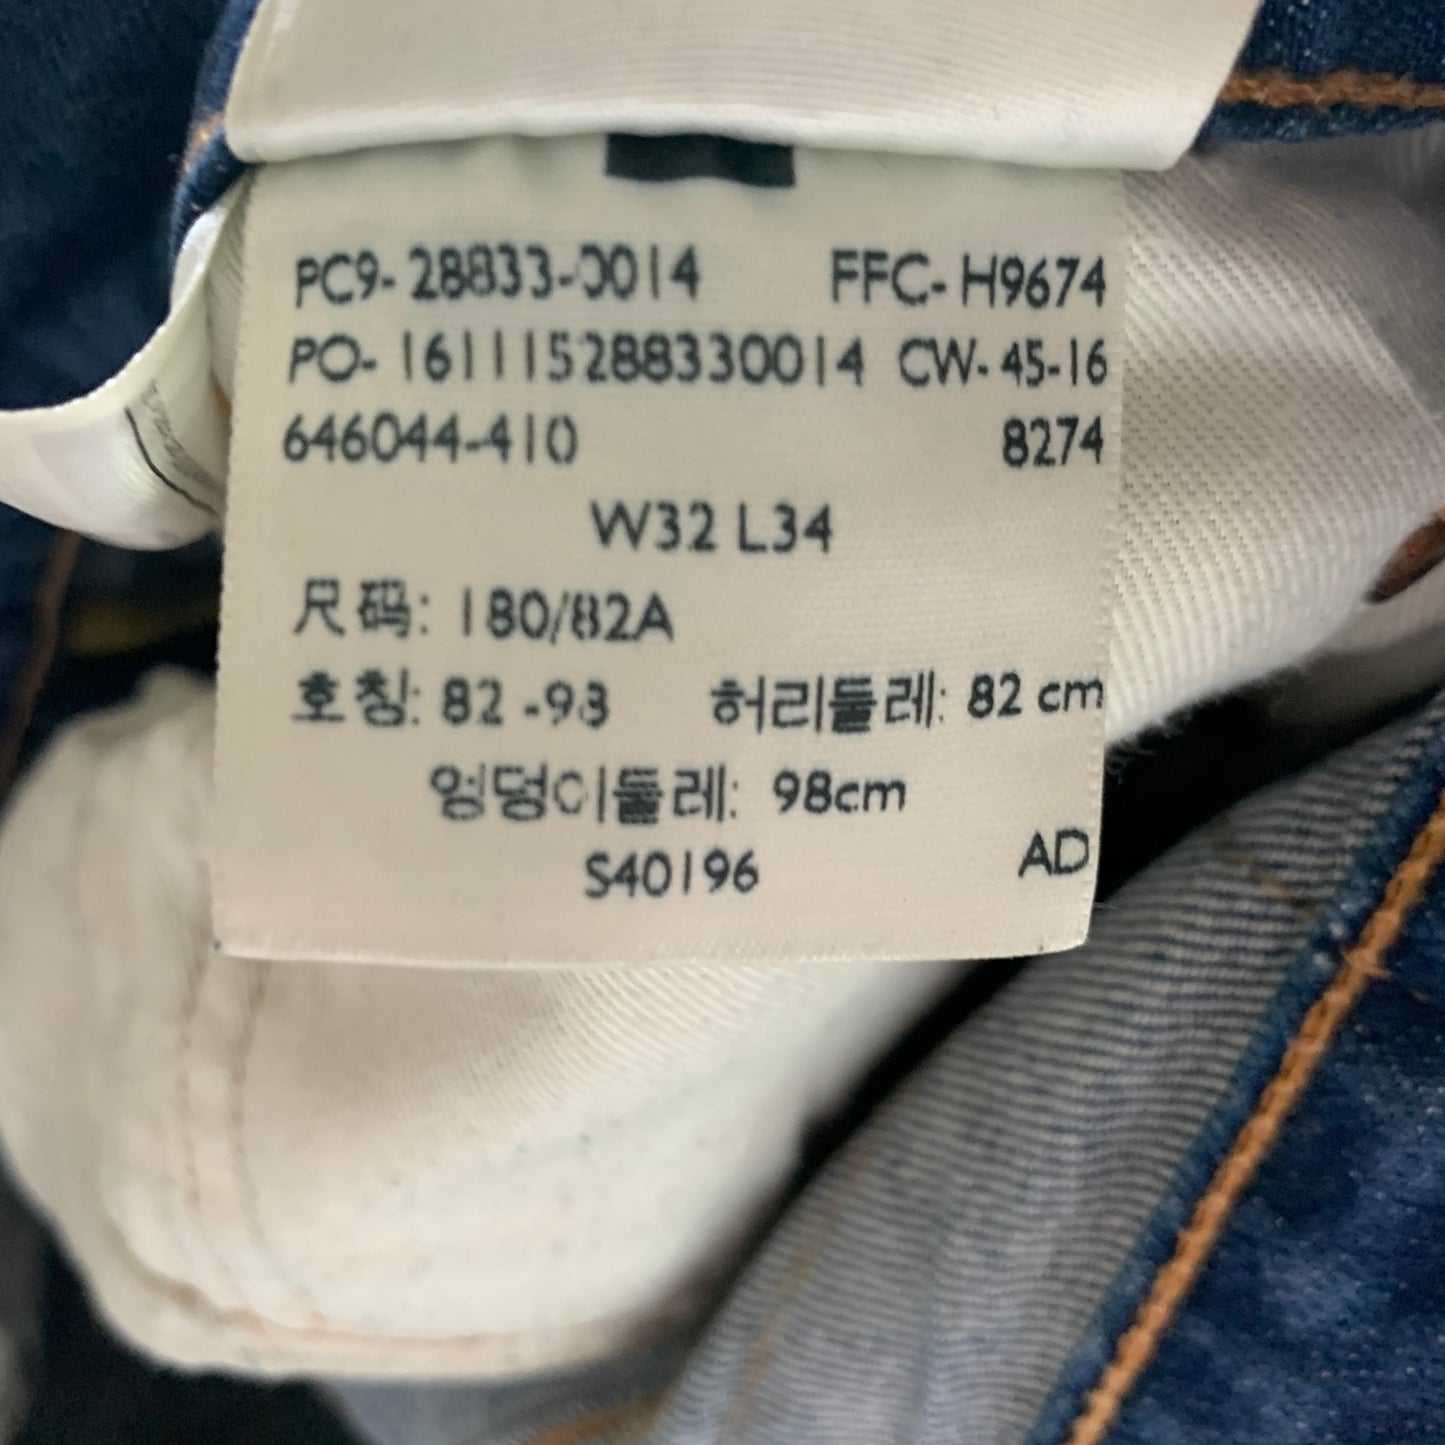 PC9-28833-0014 FFC-H9674
PO-161115288330014 CW-45-16
646044-410 8274
W32 L34
尺码: 180/82A
호칭: 82 -98 허리둘레: 82 cm
엉덩이둘레: 98cm
S40196 AD